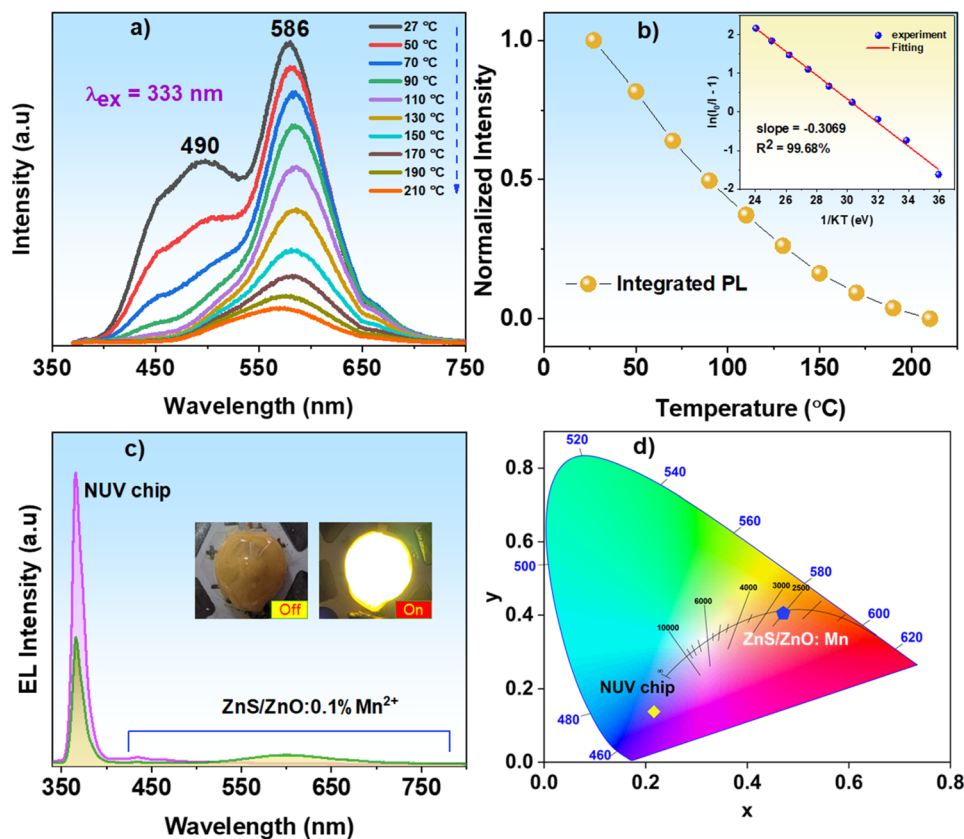 a)
586
490
λex = 333 nm
27 °C
50 °C
70 °C
90 °C
110 °C
130 °C
150 °C
170 °C
190 °C
210 °C
Intensity (a.u)
350 450 550 650 750
Wavelength (nm)
b)
1.0
0.5
0.0
Normalized Intensity
Integrated PL
0 50 100 150 200
Temperature (°C)
experiment
Fitting
ln(I₀/I - 1)
2
1
0
-1
-2
slope = -0.3069
R² = 99.68%
24 26 28 30 32 34 36
1/KT (eV)
c)
NUV chip
EL Intensity (a.u)
Off
On
ZnS/ZnO:0.1% Mn²⁺
350 450 550 650 750
Wavelength (nm)
d)
0.8
0.6
0.4
0.2
0.0
y
520
540
560
500
580
600
620
480
460
4000
3000
2500
6000
10000
∞
ZnS/ZnO: Mn
NUV chip
0.0 0.2 0.4 0.6 0.8
x